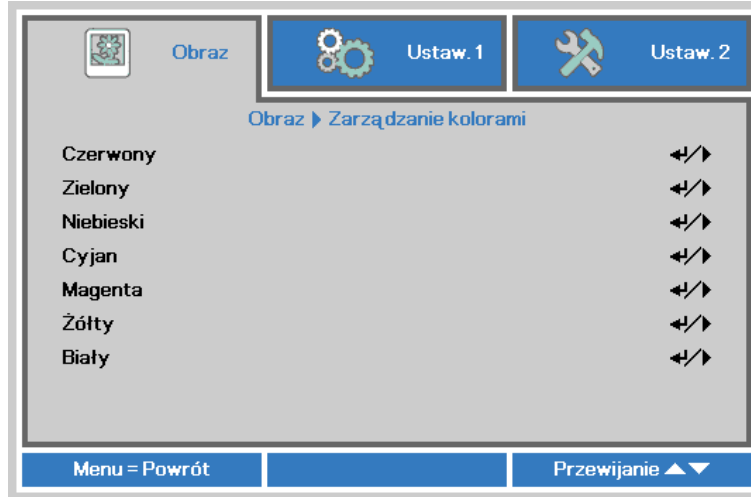 Obraz Ustaw. 1 Ustaw. 2
Obraz ▶ Zarządzanie kolorami
Czerwony ↵/▶
Zielony ↵/▶
Niebieski ↵/▶
Cyjan ↵/▶
Magenta ↵/▶
Żółty ↵/▶
Biały ↵/▶
Menu = Powrót Przewijanie ▲▼